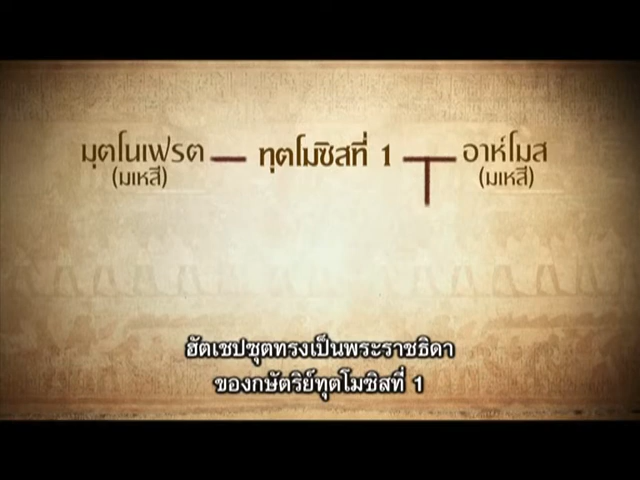 มุตโนเฟรต ทุตโมซิสที่ 1 อาห์โมส
(มเหสี) (มเหสี)
ฮัตเชปซุตทรงเป็นพระราชธิดา
ของกษัตริย์ทุตโมซิสที่ 1